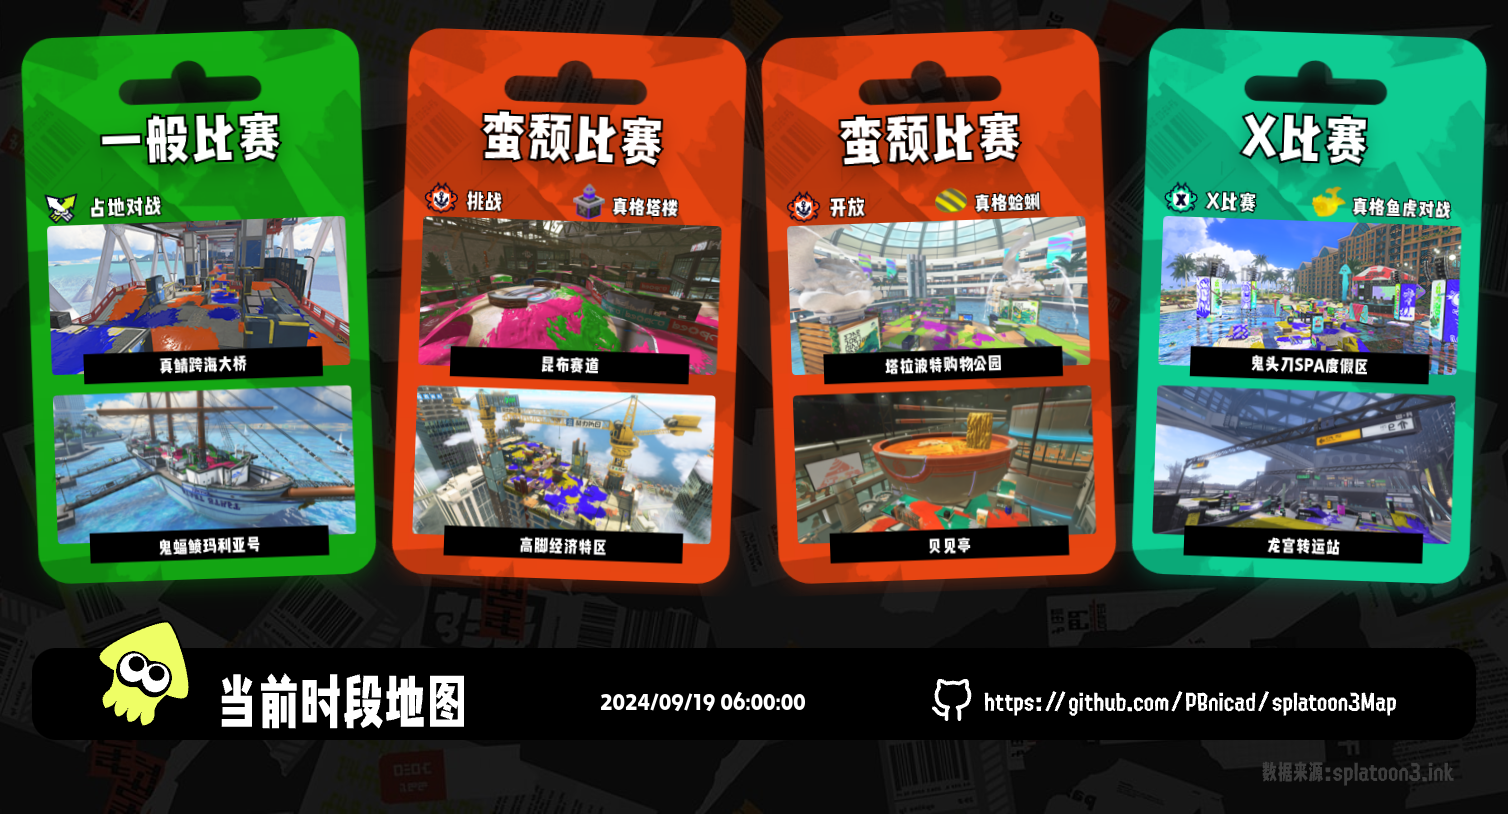 一般比赛
占地对战
真鲷跨海大桥
鬼蝠鲼玛利亚号
蛮颓比赛
挑战
真格塔楼
昆布赛道
高脚经济特区
蛮颓比赛
开放
真格蛤蜊
塔拉波特购物公园
贝贝亭
X比赛
X比赛
真格鱼虎对战
鬼头刀SPA度假区
龙宫转运站
当前时段地图
2024/09/19 06:00:00
https://github.com/PBnicad/splatoon3Map
数据来源:splatoon3.ink